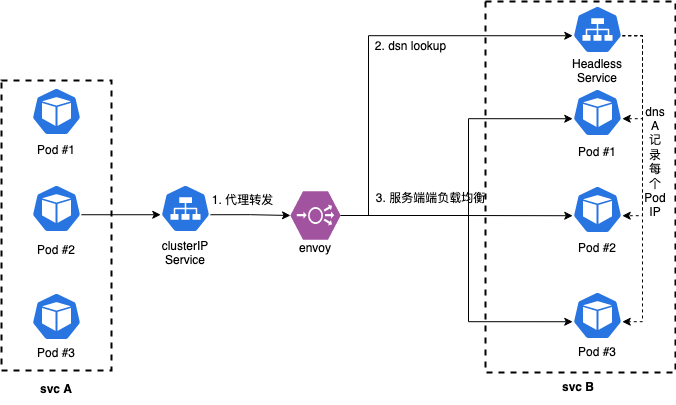 2. dsn lookup
Headless
Service
Pod #1
Pod #1
dns
A
记
录
每
个
Pod
IP
1. 代理转发
3. 服务端端负载均衡
Pod #2
clusterIP
Service
envoy
Pod #2
Pod #3
Pod #3
svc A
svc B